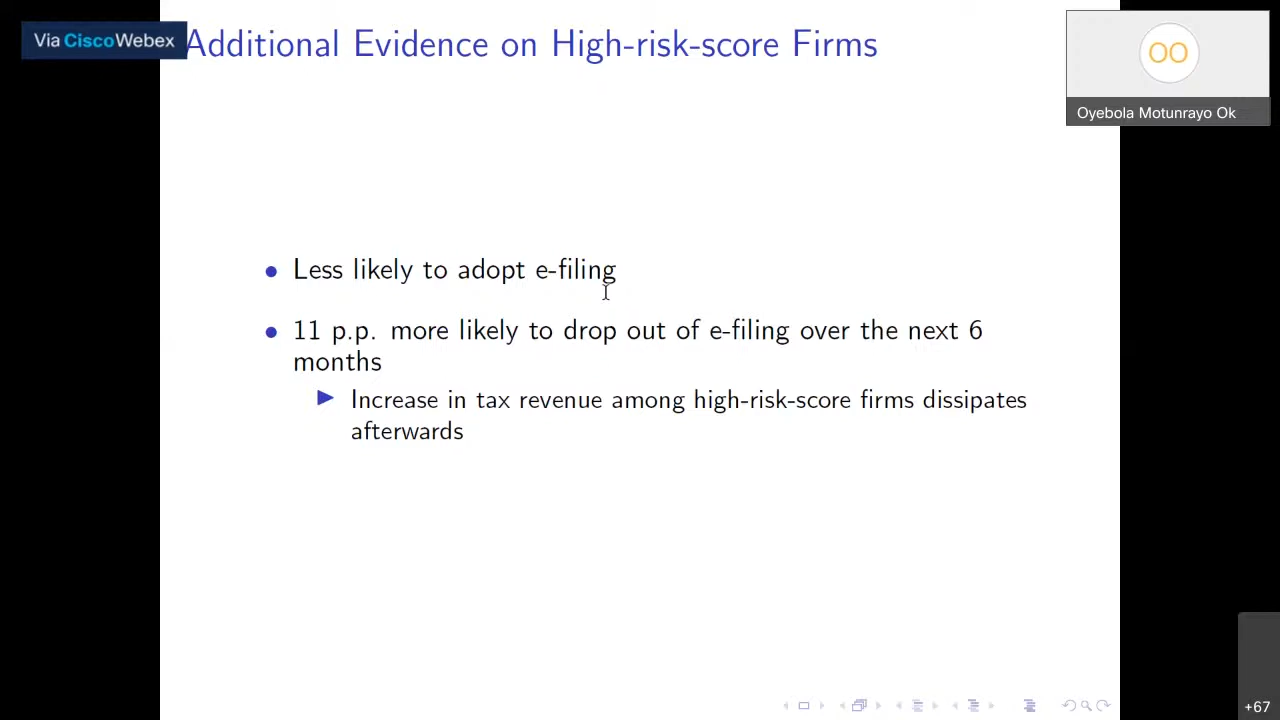 Via CiscoWebex
Additional Evidence on High-risk-score Firms
OO
Oyebola Motunrayo Ok
• Less likely to adopt e-filing
• 11 p.p. more likely to drop out of e-filing over the next 6
months
Increase in tax revenue among high-risk-score firms dissipates
afterwards
+67